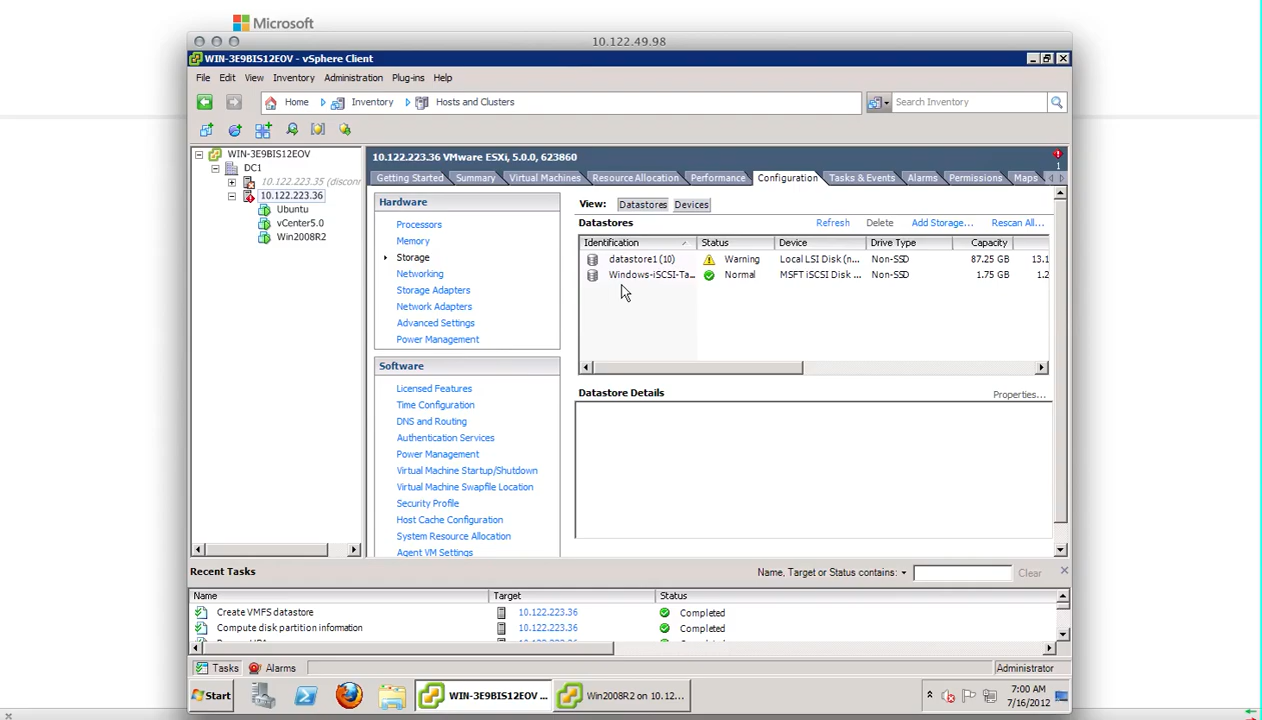 Microsoft
10.122.49.98
WIN-3E9BIS12EOV - vSphere Client
File Edit View Inventory Administration Plug-ins Help
Home Inventory Hosts and Clusters Search Inventory
WIN-3E9BIS12EOV
DC1
10.122.223.35 (disconn
10.122.223.36
Ubuntu
vCenter5.0
Win2008R2
10.122.223.36 VMware ESXi, 5.0.0, 623860
1
Getting Started Summary Virtual Machines Resource Allocation Performance Configuration Tasks & Events Alarms Permissions Maps
Hardware
Processors
Memory
Storage
Networking
Storage Adapters
Network Adapters
Advanced Settings
Power Management
Software
Licensed Features
Time Configuration
DNS and Routing
Authentication Services
Power Management
Virtual Machine Startup/Shutdown
Virtual Machine Swapfile Location
Security Profile
Host Cache Configuration
System Resource Allocation
Agent VM Settings
View: Datastores Devices
Datastores Refresh Delete Add Storage... Rescan All...
Identification Status Device Drive Type Capacity
datastore1 (10) Warning Local LSI Disk (n... Non-SSD 87.25 GB 13.1
Windows-iSCSI-Ta... Normal MSFT iSCSI Disk ... Non-SSD 1.75 GB 1.2
Datastore Details Properties...
Recent Tasks Name, Target or Status contains: Clear
Name Target Status
Create VMFS datastore 10.122.223.36 Completed
Compute disk partition information 10.122.223.36 Completed
Tasks Alarms Administrator
Start WIN-3E9BIS12EOV ... Win2008R2 on 10.12... 7:00 AM
7/16/2012